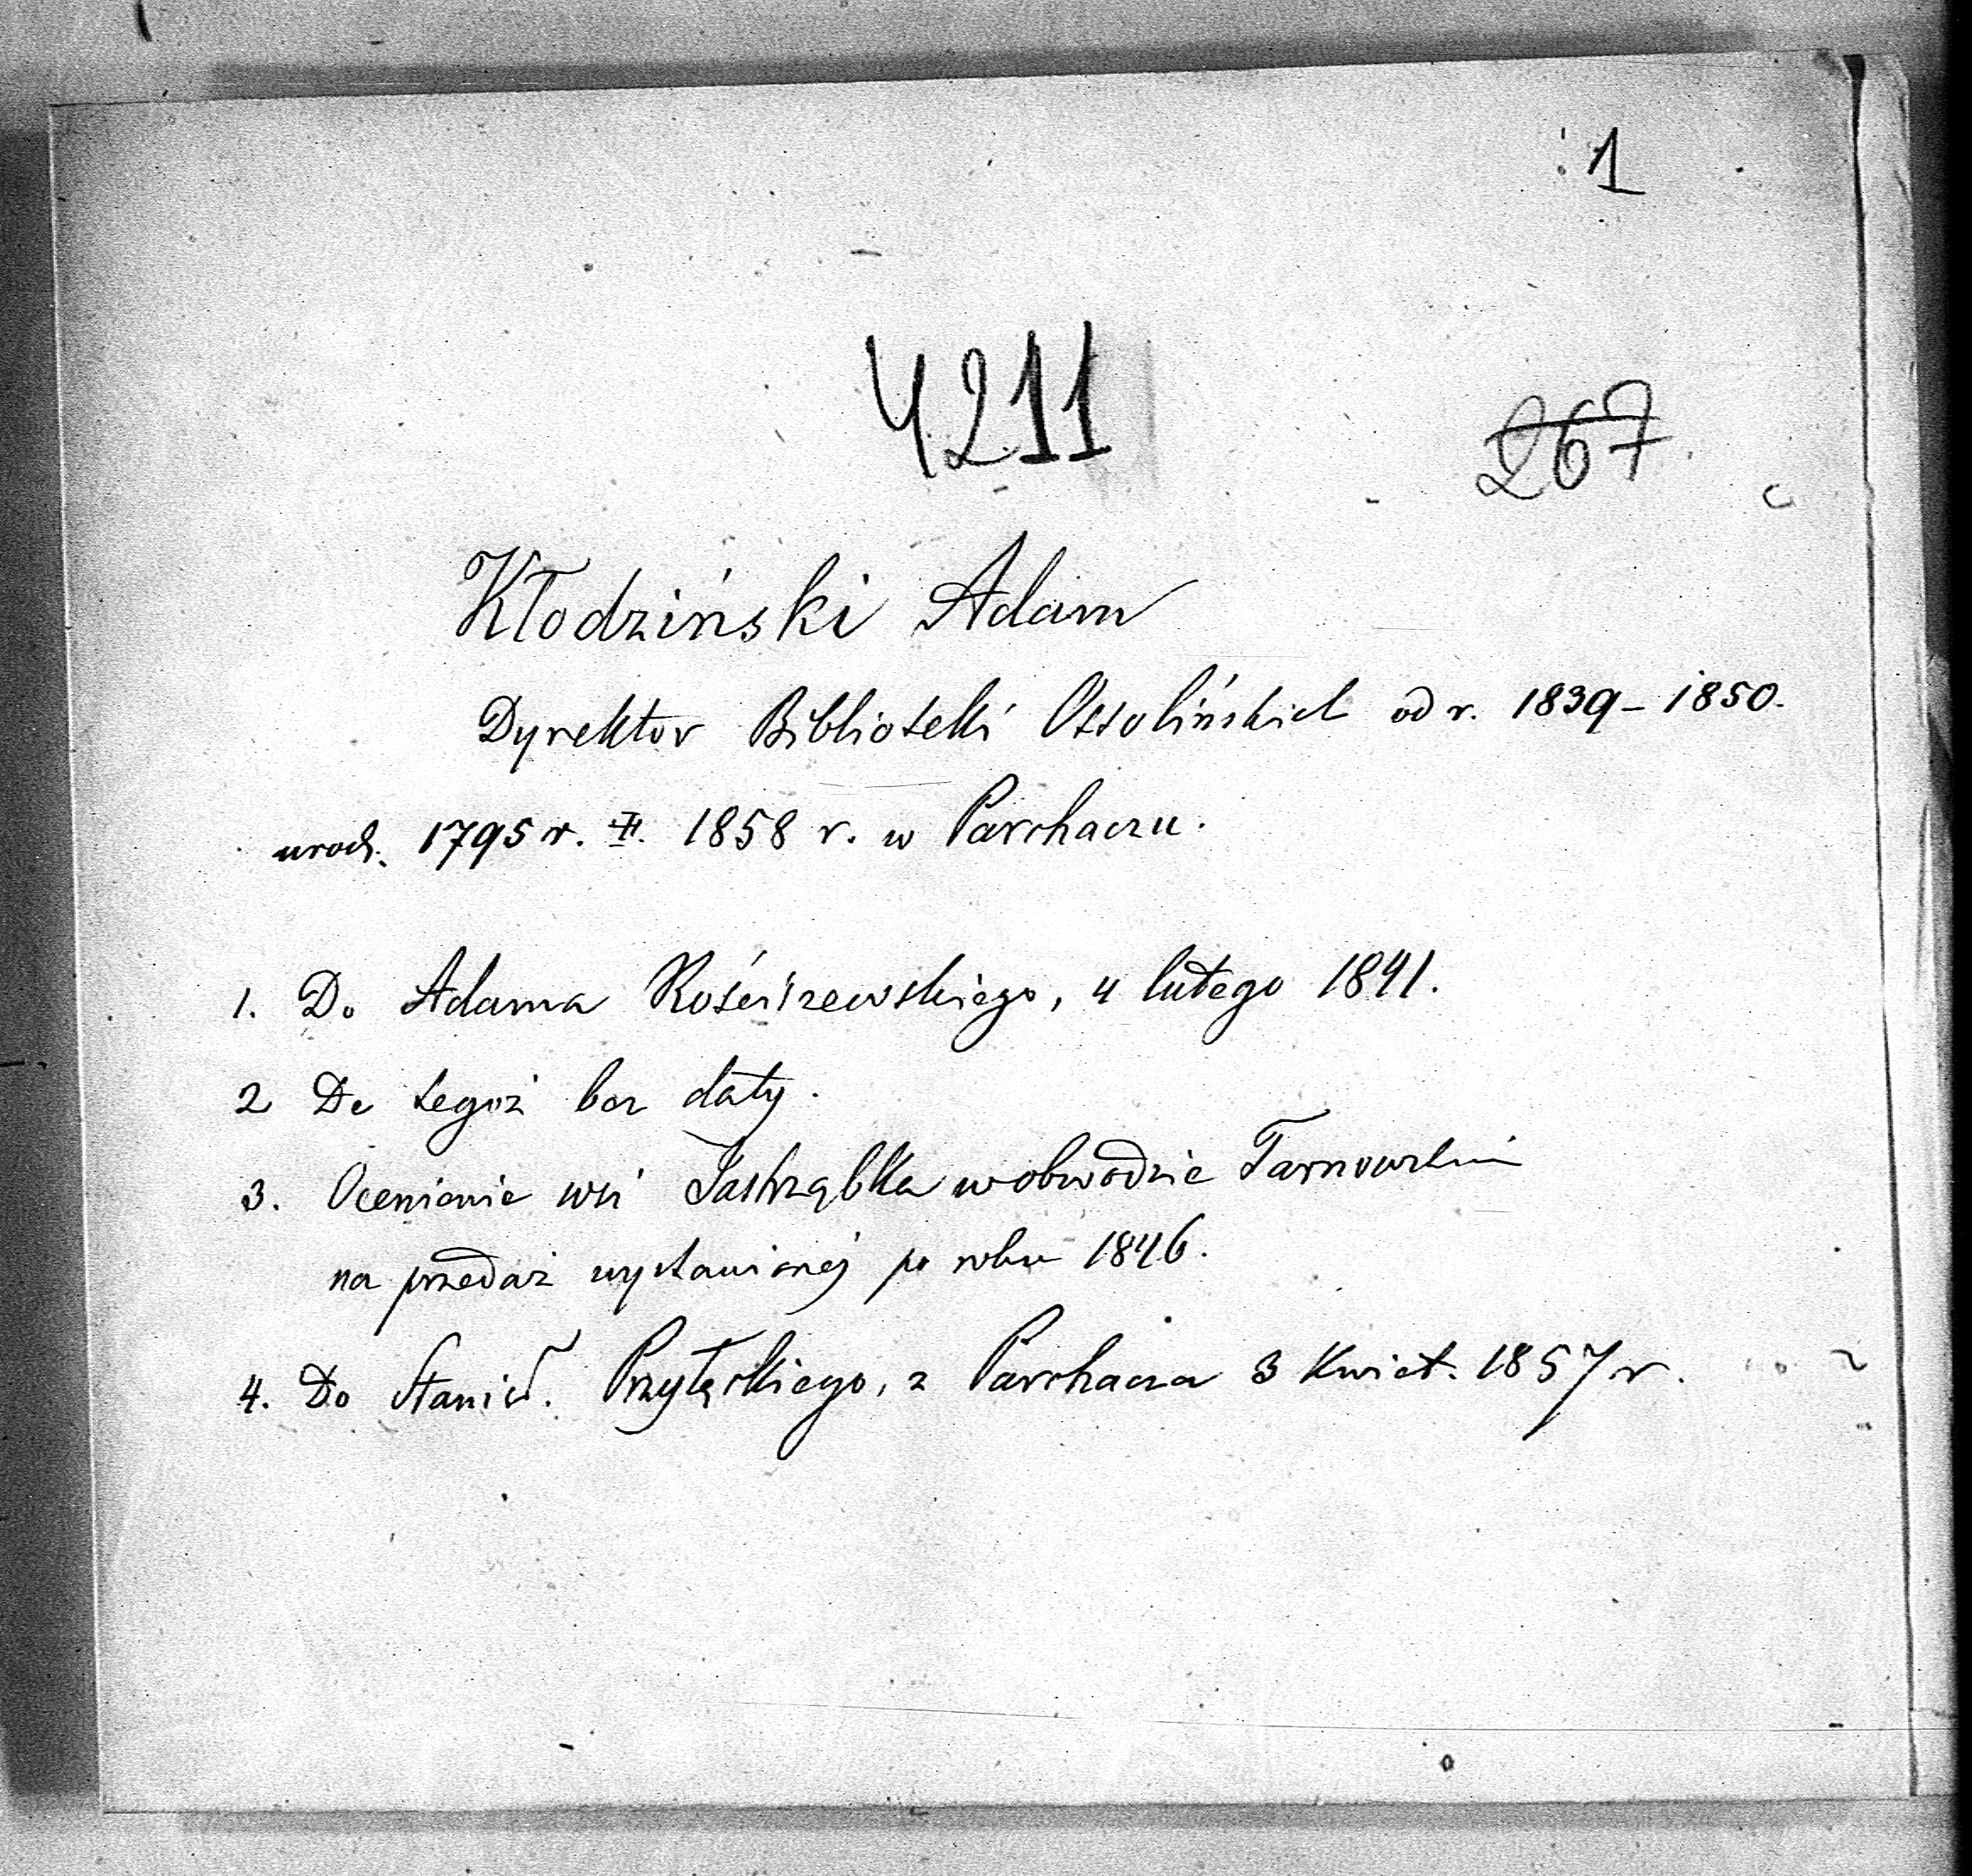 1
4211
267
Kłodziński Adam
Dyrektor Biblioteki Ossolińskich od r. 1839 - 1850.
urodz. 1795 r. 1858 r. w Parchaczu.
1. Do Adama Rościszewskiego, 4 lutego 1841.
2 Do tegoż bez daty.
3. Ocenienie wsi Jastrząbka w obwodzie Tarnowskim
na przedaż wystawionéj po roku 1846.
4. Do Stanisł. Przyłęckiego, z Parchacza 3 Kwiet. 1857 r.